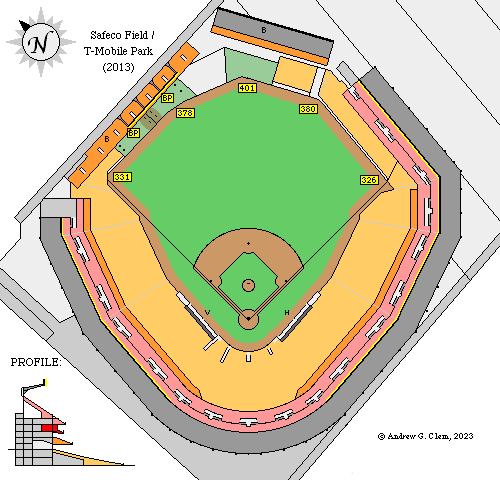 N
Safeco Field /
T-Mobile Park
(2013)
B
401
BP
378
380
BP
B
331
326
V
H
PROFILE:
© Andrew G. Clem, 2023